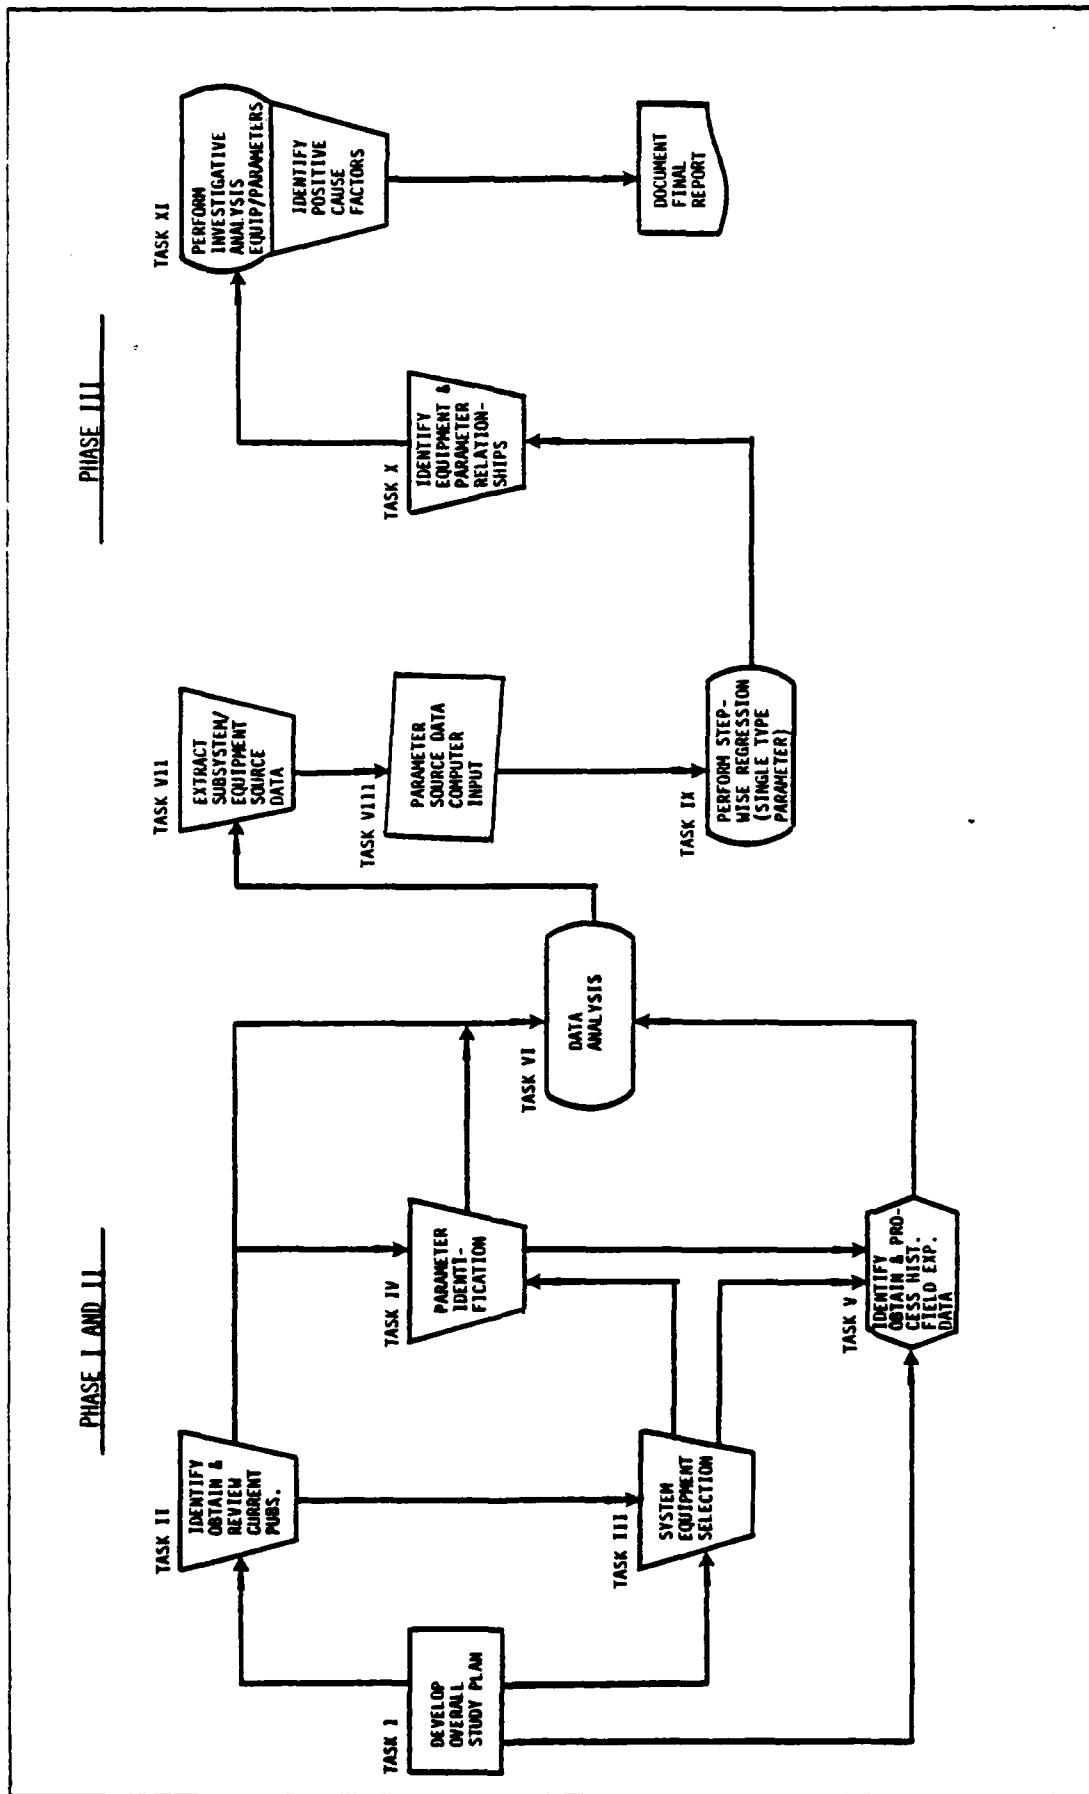 PHASE I AND II
TASK I
DEVELOP
OVERALL
STUDY PLAN
TASK II
IDENTIFY
OBTAIN &
REVIEW
CURRENT
PUBS.
TASK III
SYSTEM
EQUIPMENT
SELECTION
TASK IV
PARAMETER
IDENTI-
FICATION
TASK V
IDENTIFY
OBTAIN & PRO-
CESS HIST.
FIELD EXP.
DATA
TASK VI
DATA
ANALYSIS
PHASE III
TASK VII
EXTRACT
SUBSYSTEM/
EQUIPMENT
SOURCE
DATA
TASK VIII
PARAMETER
SOURCE DATA
COMPUTER
INPUT
TASK IX
PERFORM STEP-
WISE REGRESSION
(SINGLE TYPE
PARAMETER)
TASK X
IDENTIFY
EQUIPMENT &
PARAMETER
RELATION-
SHIPS
TASK XI
PERFORM
INVESTIGATIVE
ANALYSIS
EQUIP/PARAMETERS
IDENTIFY
POSITIVE
CAUSE
FACTORS
DOCUMENT
FINAL
REPORT